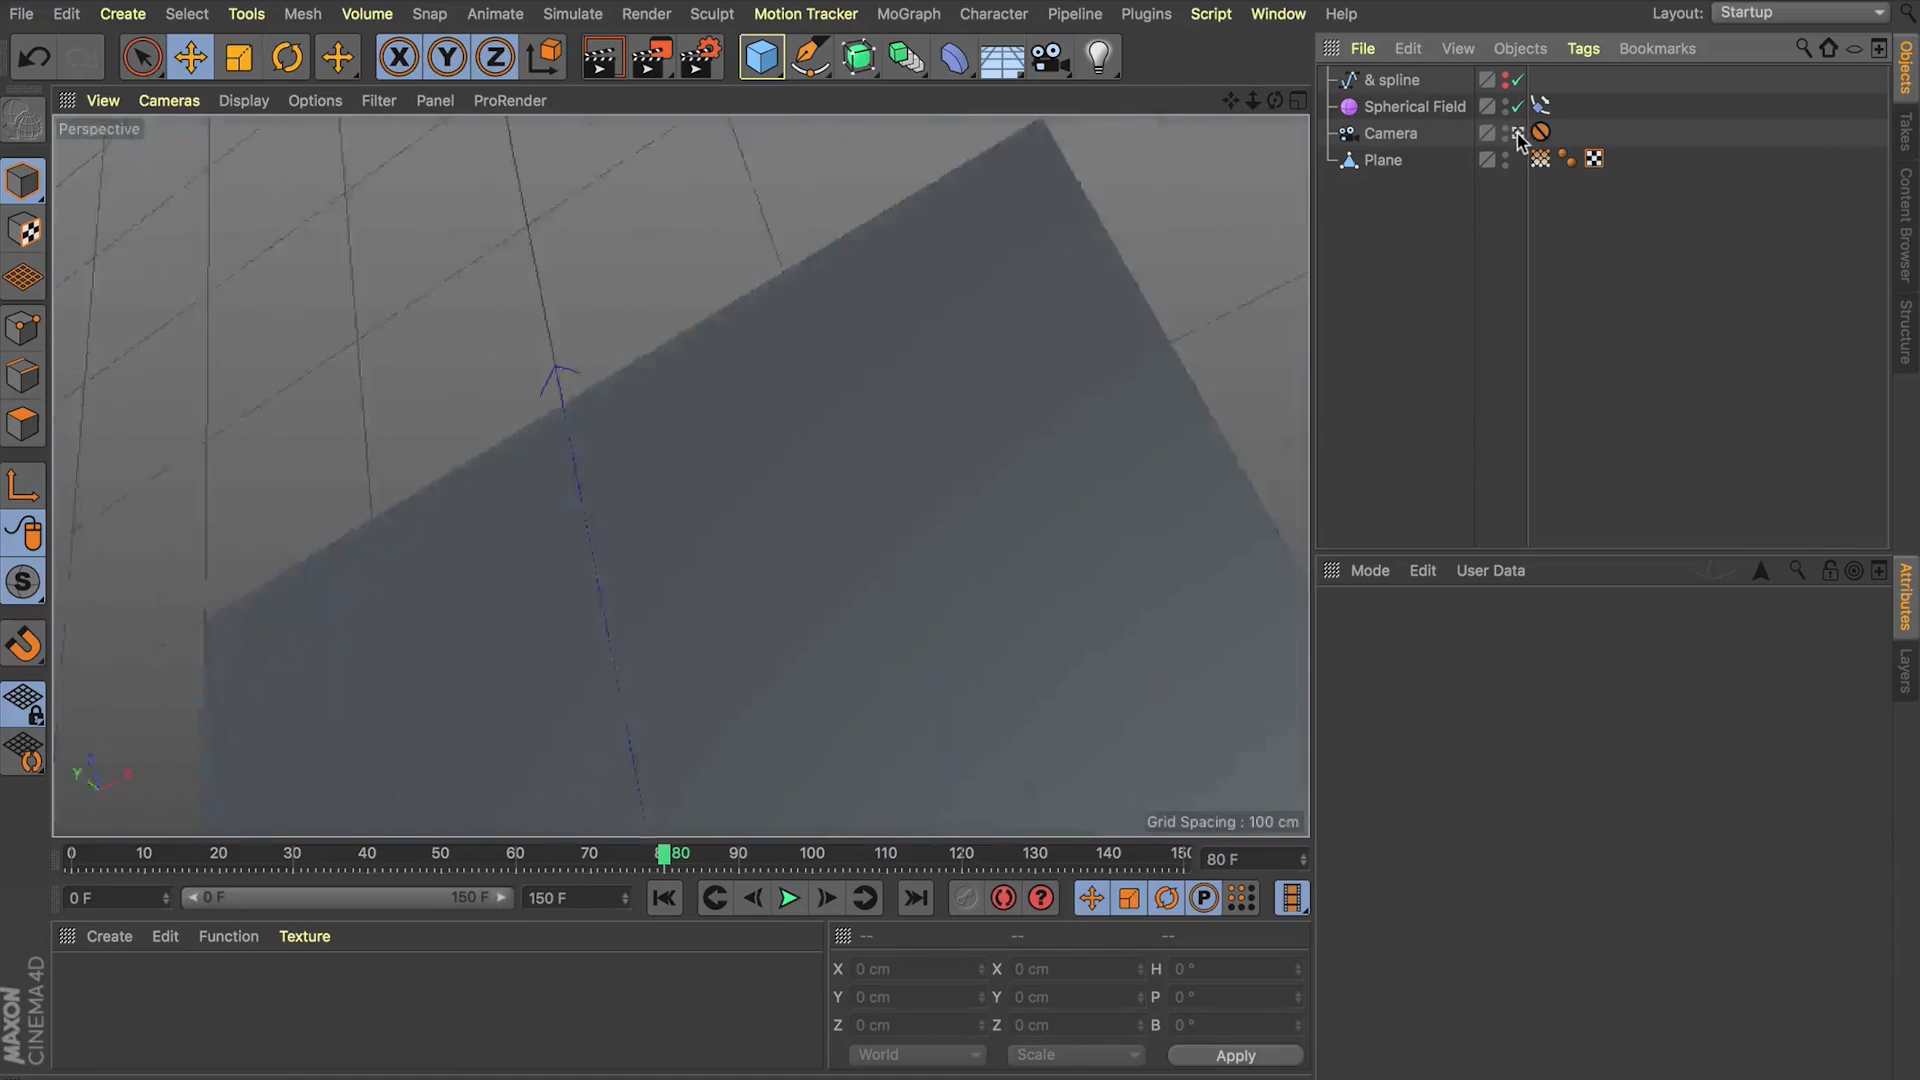 File Edit Create Select Tools Mesh Volume Snap Animate Simulate Render Sculpt Motion Tracker MoGraph Character Pipeline Plugins Script Window Help Layout: Startup
X Y Z
File Edit View Objects Tags Bookmarks
View Cameras Display Options Filter Panel ProRender
Perspective
& spline
Spherical Field
Camera
Plane
Objects
Takes
Content Browser
Structure
Mode Edit User Data
Attributes
Layers
S
Y X
Grid Spacing : 100 cm
0 10 20 30 40 50 60 70 80 90 100 110 120 130 140 150 80 F
0 F 0 F 150 F 150 F
? P
Create Edit Function Texture
-- -- --
X 0 cm X 0 cm H 0 °
Y 0 cm Y 0 cm P 0 °
Z 0 cm Z 0 cm B 0 °
World Scale Apply
MAXON
CINEMA 4D